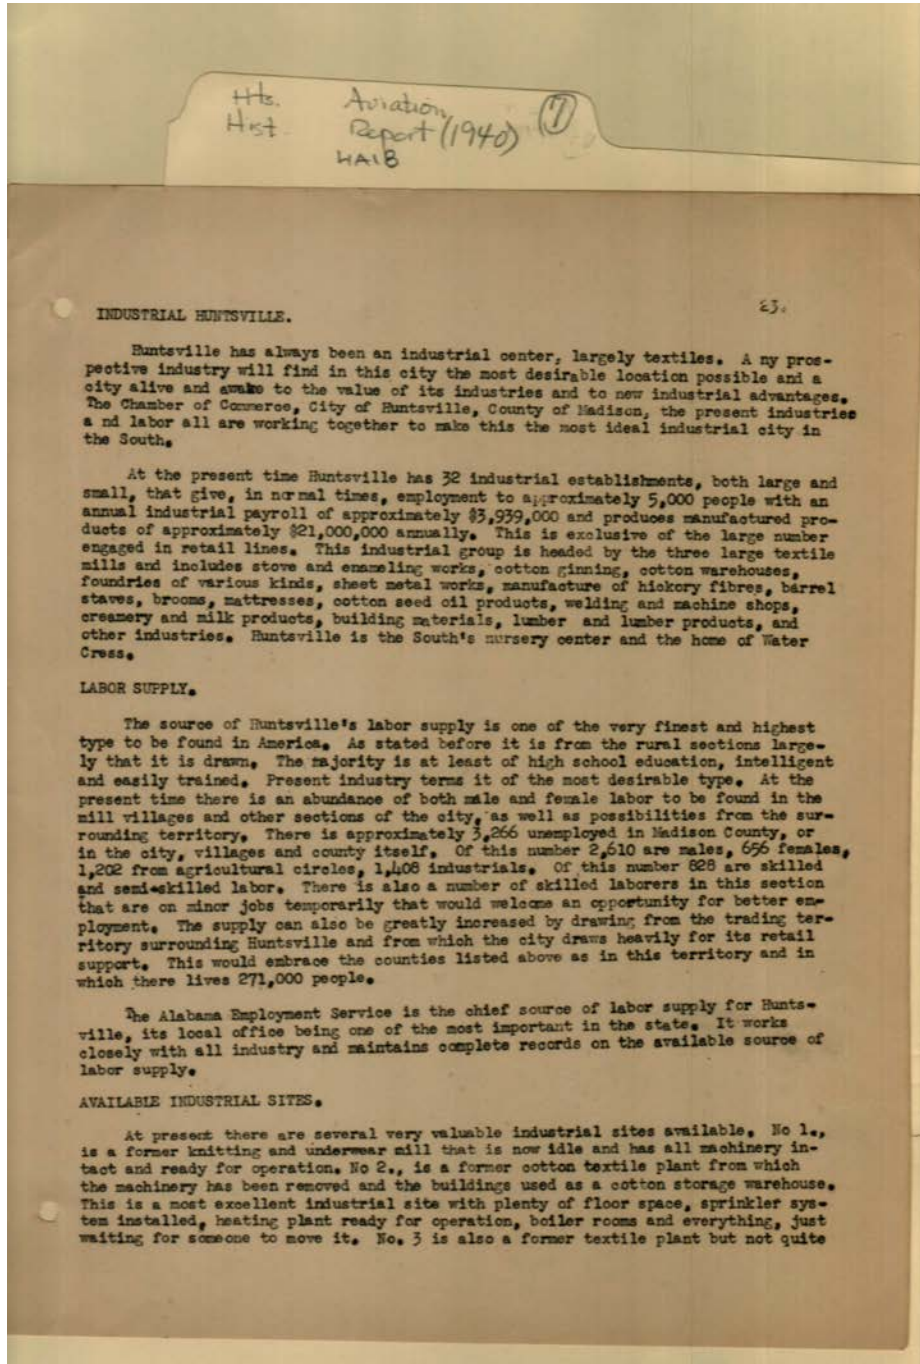 Hts. Aviation (7)
Hist Report (1940)
HAIB
23.
INDUSTRIAL HUNTSVILLE.
Huntsville has always been an industrial center, largely textiles. A ny pros-
pective industry will find in this city the most desirable location possible and a
city alive and awake to the value of its industries and to new industrial advantages.
The Chamber of Commerce, City of Huntsville, County of Madison, the present industries
a nd labor all are working together to make this the most ideal industrial city in
the South.
At the present time Huntsville has 32 industrial establishments, both large and
small, that give, in normal times, employment to approximately 5,000 people with an
annual industrial payroll of approximately $3,939,000 and produces manufactured pro-
ducts of approximately $21,000,000 annually. This is exclusive of the large number
engaged in retail lines. This industrial group is headed by the three large textile
mills and includes stove and enameling works, cotton ginning, cotton warehouses,
foundries of various kinds, sheet metal works, manufacture of hickory fibres, barrel
staves, brooms, mattresses, cotton seed oil products, welding and machine shops,
creamery and milk products, building materials, lumber and lumber products, and
other industries. Huntsville is the South's nursery center and the home of Water
Cress.
LABOR SUPPLY.
The source of Huntsville's labor supply is one of the very finest and highest
type to be found in America. As stated before it is from the rural sections large-
ly that it is drawn. The majority is at least of high school education, intelligent
and easily trained. Present industry terms it of the most desirable type. At the
present time there is an abundance of both male and female labor to be found in the
mill villages and other sections of the city, as well as possibilities from the sur-
rounding territory. There is approximately 3,266 unemployed in Madison County, or
in the city, villages and county itself. Of this number 2,610 are males, 656 females,
1,202 from agricultural circles, 1,408 industrials. Of this number 828 are skilled
and semi-skilled labor. There is also a number of skilled laborers in this section
that are on minor jobs temporarily that would welcome an opportunity for better em-
ployment. The supply can also be greatly increased by drawing from the trading ter-
ritory surrounding Huntsville and from which the city draws heavily for its retail
support. This would embrace the counties listed above as in this territory and in
which there lives 271,000 people.
The Alabama Employment Service is the chief source of labor supply for Hunts-
ville, its local office being one of the most important in the state. It works
closely with all industry and maintains complete records on the available source of
labor supply.
AVAILABLE INDUSTRIAL SITES.
At present there are several very valuable industrial sites available. No 1.,
is a former knitting and underwear mill that is now idle and has all machinery in-
tact and ready for operation. No 2., is a former cotton textile plant from which
the machinery has been removed and the buildings used as a cotton storage warehouse.
This is a most excellent industrial site with plenty of floor space, sprinkler sys-
tem installed, heating plant ready for operation, boiler rooms and everything, just
waiting for someone to move it. No. 3 is also a former textile plant but not quite